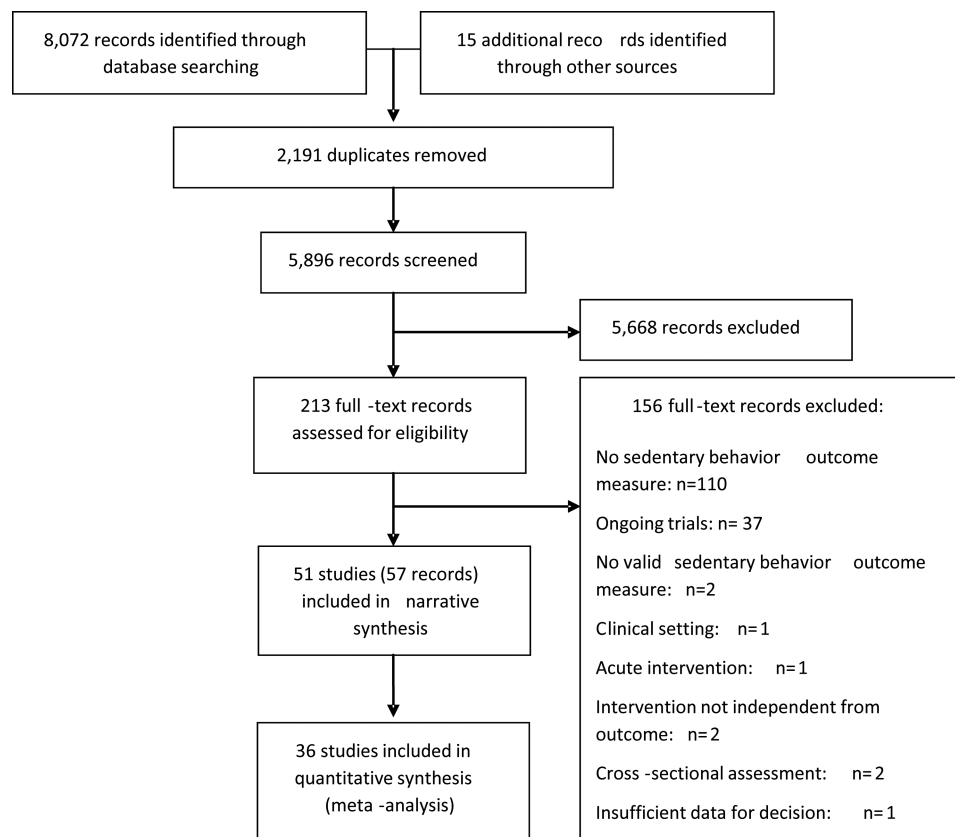 8,072 records identified through
database searching
15 additional reco rds identified
through other sources
2,191 duplicates removed
5,896 records screened
5,668 records excluded
213 full -text records
assessed for eligibility
156 full-text records excluded:
No sedentary behavior outcome
measure: n=110
Ongoing trials: n= 37
No valid sedentary behavior outcome
measure: n=2
Clinical setting: n=1
Acute intervention: n=1
Intervention not independent from
outcome: n=2
Cross -sectional assessment: n=2
Insufficient data for decision: n=1
51 studies (57 records)
included in narrative
synthesis
36 studies included in
quantitative synthesis
(meta -analysis)